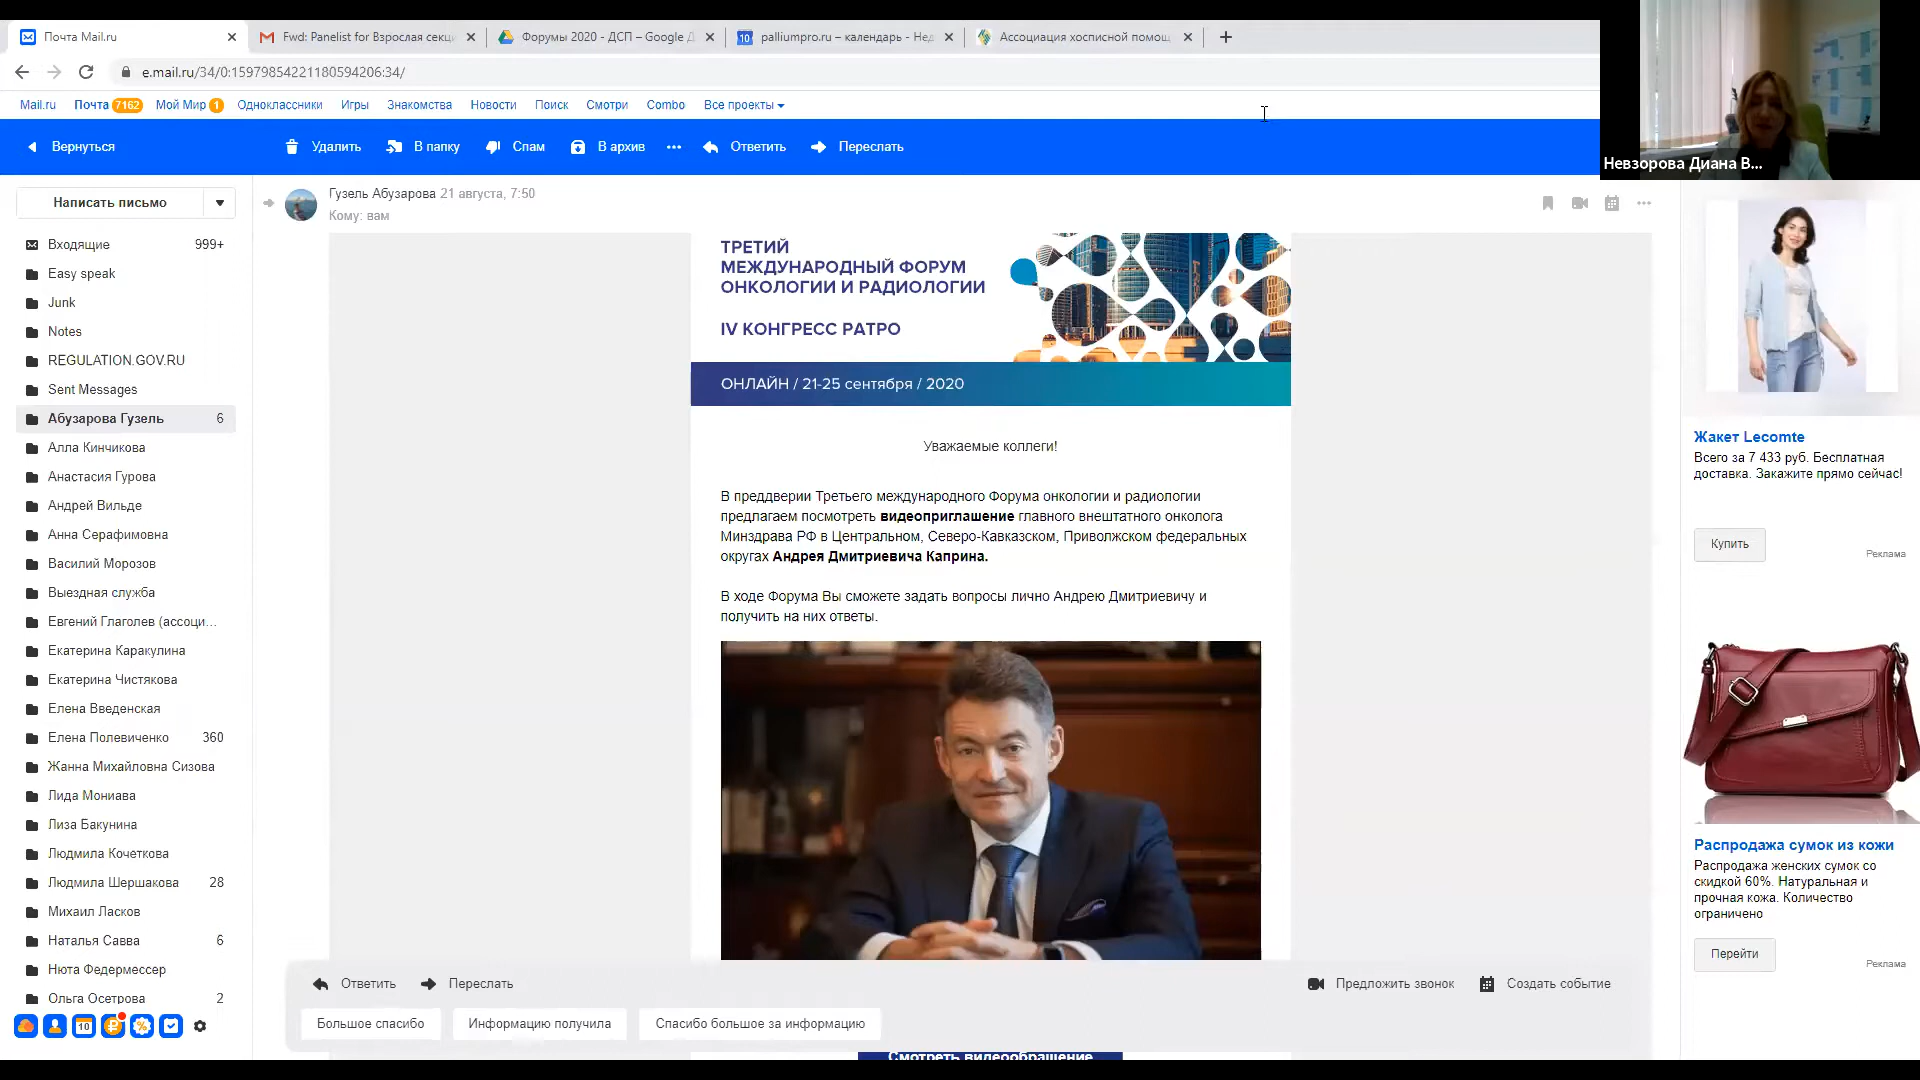 Почта Mail.ru
Fwd: Panelist for Взрослая секци
Форумы 2020 - ДСП – Google Д
palliumpro.ru – календарь - Нед
Ассоциация хосписной помощ
e.mail.ru/34/0:15979854221180594206:34/
Mail.ru Почта 7162 Мой Мир 1 Одноклассники Игры Знакомства Новости Поиск Смотри Combo Все проекты
Вернуться Удалить В папку Спам В архив Ответить Переслать
Невзорова Диана В...
Написать письмо
Входящие 999+
Easy speak
Junk
Notes
REGULATION.GOV.RU
Sent Messages
Абузарова Гузель 6
Алла Кинчикова
Анастасия Гурова
Андрей Вильде
Анна Серафимовна
Василий Морозов
Выездная служба
Евгений Глаголев (ассоци...
Екатерина Каракулина
Екатерина Чистякова
Елена Введенская
Елена Полевиченко 360
Жанна Михайловна Сизова
Лида Мониава
Лиза Бакунина
Людмила Кочеткова
Людмила Шершакова 28
Михаил Ласков
Наталья Савва 6
Нюта Федермессер
Ольга Осетрова 2
10
Гузель Абузарова 21 августа, 7:50
Кому: вам
ТРЕТИЙ
МЕЖДУНАРОДНЫЙ ФОРУМ
ОНКОЛОГИИ И РАДИОЛОГИИ
IV КОНГРЕСС РАТРО
ОНЛАЙН / 21-25 сентября / 2020
Уважаемые коллеги!
В преддверии Третьего международного Форума онкологии и радиологии
предлагаем посмотреть видеоприглашение главного внештатного онколога
Минздрава РФ в Центральном, Северо-Кавказском, Приволжском федеральных
округах Андрея Дмитриевича Каприна.
В ходе Форума Вы сможете задать вопросы лично Андрею Дмитриевичу и
получить на них ответы.
Ответить Переслать Предложить звонок Создать событие
Большое спасибо Информацию получила Спасибо большое за информацию
Смотреть видеообращение
Жакет Lecomte
Всего за 7 433 руб. Бесплатная
доставка. Закажите прямо сейчас!
Купить
Реклама
Распродажа сумок из кожи
Распродажа женских сумок со
скидкой 60%. Натуральная и
прочная кожа. Количество
ограничено
Перейти
Реклама